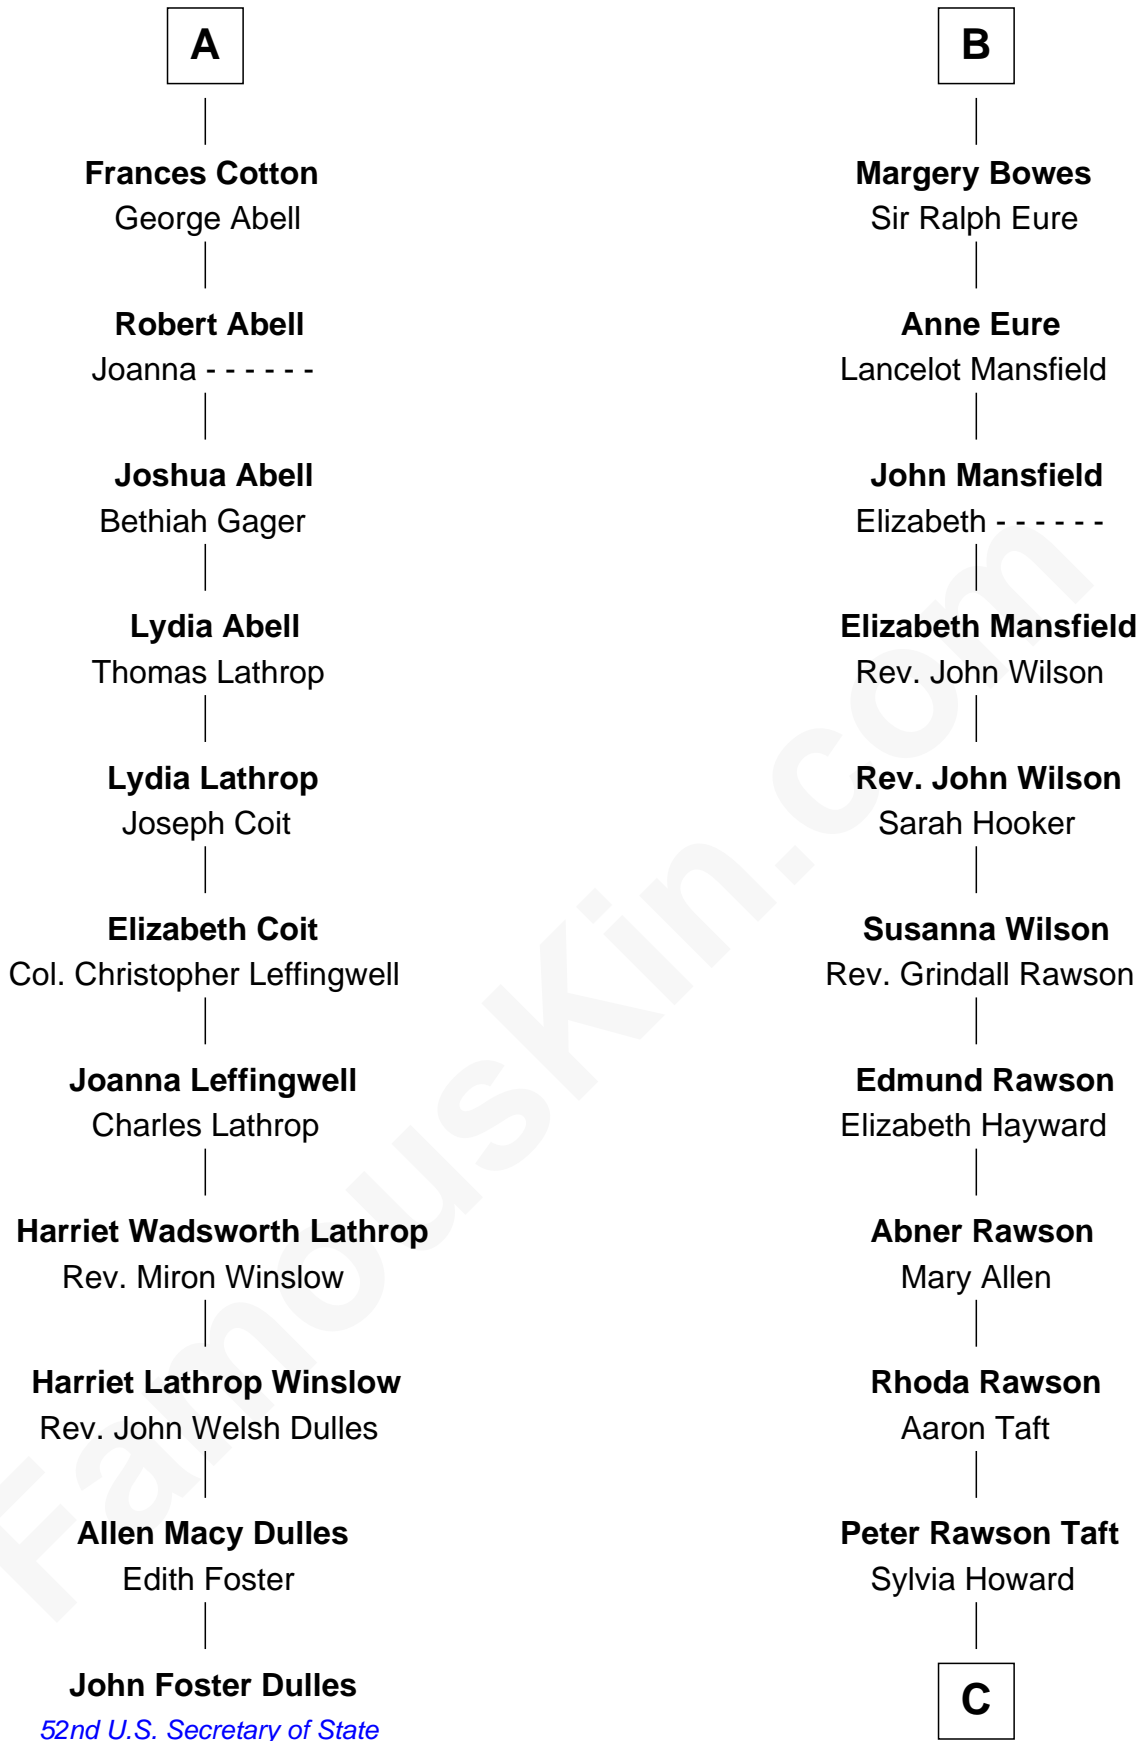 A
Frances Cotton
George Abell
Robert Abell
Joanna - - - - - -
Joshua Abell
Bethiah Gager
Lydia Abell
Thomas Lathrop
Lydia Lathrop
Joseph Coit
Elizabeth Coit
Col. Christopher Leffingwell
Joanna Leffingwell
Charles Lathrop
Harriet Wadsworth Lathrop
Rev. Miron Winslow
Harriet Lathrop Winslow
Rev. John Welsh Dulles
Allen Macy Dulles
Edith Foster
John Foster Dulles
52nd U.S. Secretary of State
B
Margery Bowes
Sir Ralph Eure
Anne Eure
Lancelot Mansfield
John Mansfield
Elizabeth - - - - - -
Elizabeth Mansfield
Rev. John Wilson
Rev. John Wilson
Sarah Hooker
Susanna Wilson
Rev. Grindall Rawson
Edmund Rawson
Elizabeth Hayward
Abner Rawson
Mary Allen
Rhoda Rawson
Aaron Taft
Peter Rawson Taft
Sylvia Howard
C
FamousKin.com